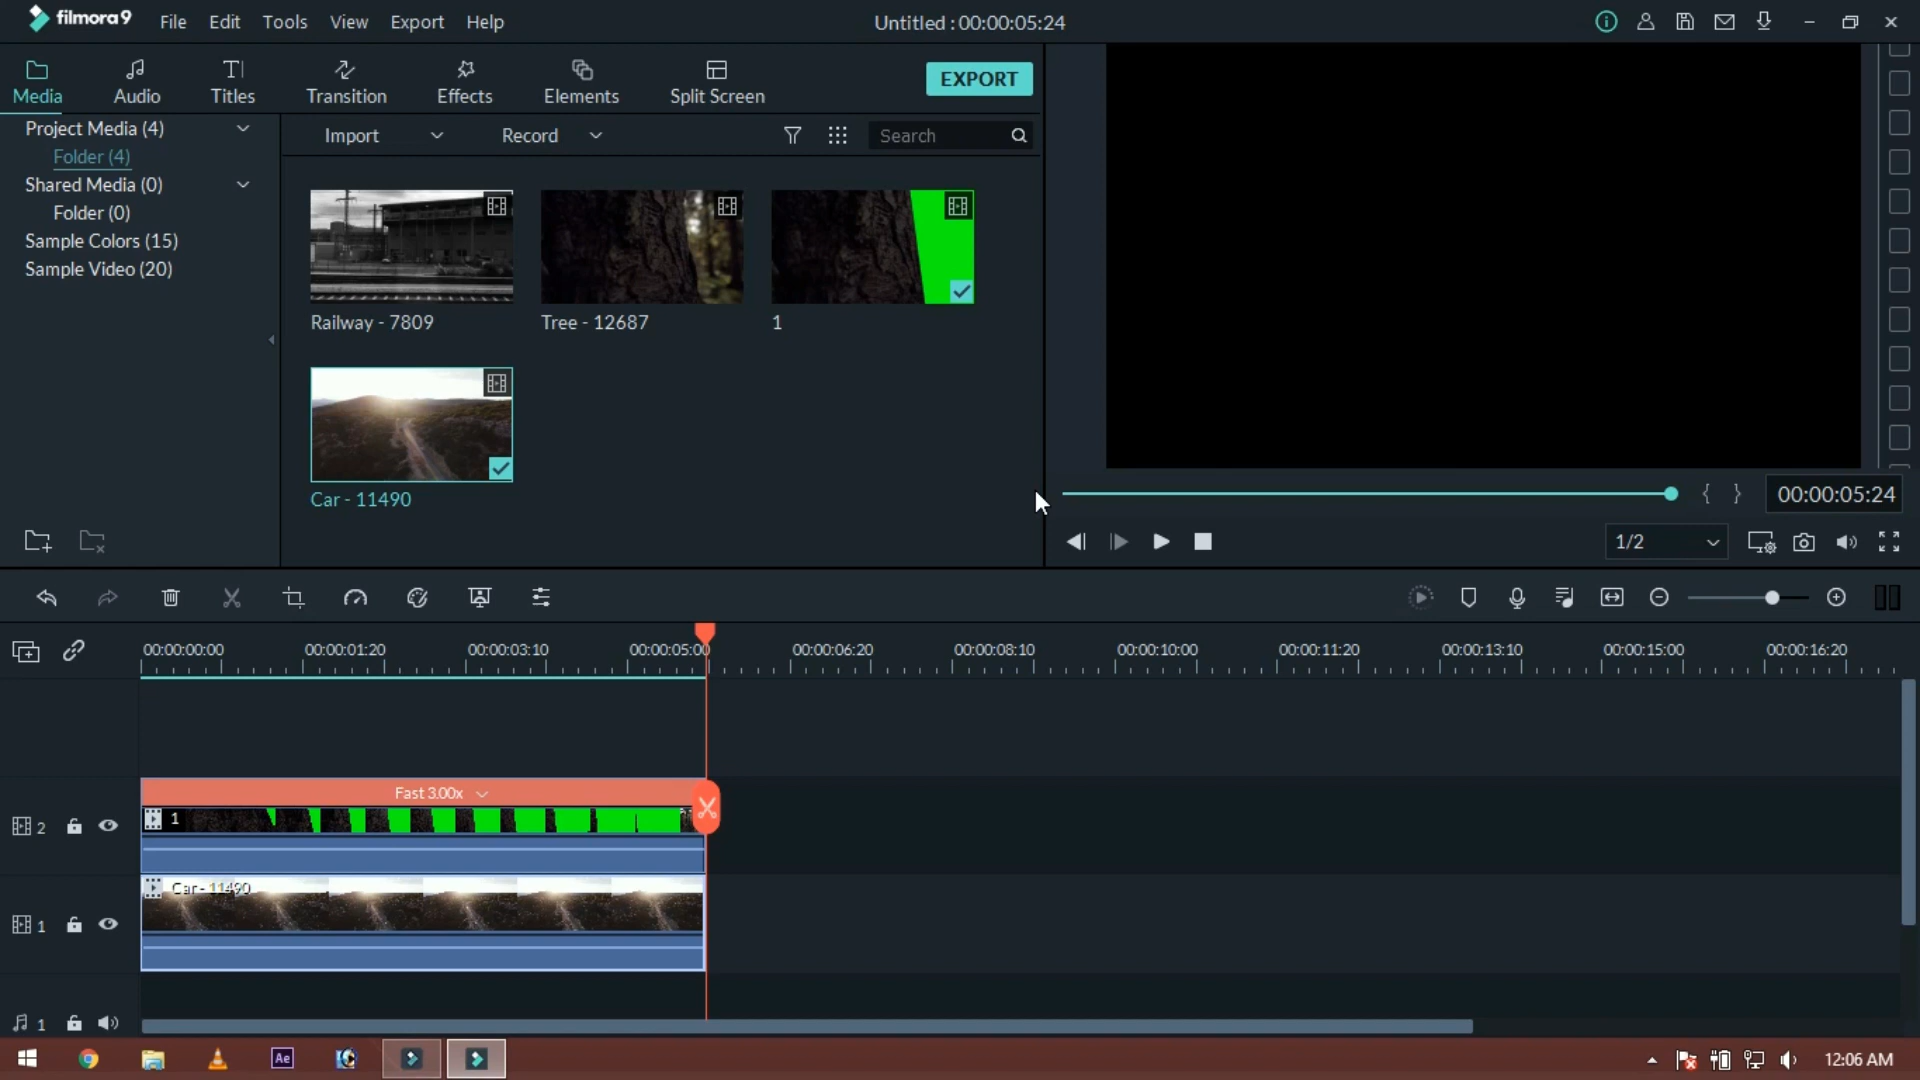 filmora9 File Edit Tools View Export Help Untitled : 00:00:05:24
Media Audio Titles Transition Effects Elements Split Screen EXPORT
Project Media (4)
Folder (4)
Shared Media (0)
Folder (0)
Sample Colors (15)
Sample Video (20)
Import Record Search
Railway - 7809 Tree - 12687 1
Car - 11490
00:00:05:24
1/2
00:00:00:00 00:00:01:20 00:00:03:10 00:00:05:00 00:00:06:20 00:00:08:10 00:00:10:00 00:00:11:20 00:00:13:10 00:00:15:00 00:00:16:20
Fast 3.00x
1
2
Car - 11490
1
1
Ae
12:06 AM